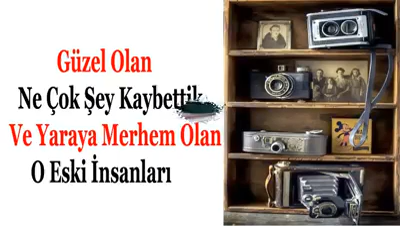 Güzel Olan
Ne Çok Şey Kaybettik
Ve Yaraya Merhem Olan
O Eski İnsanları